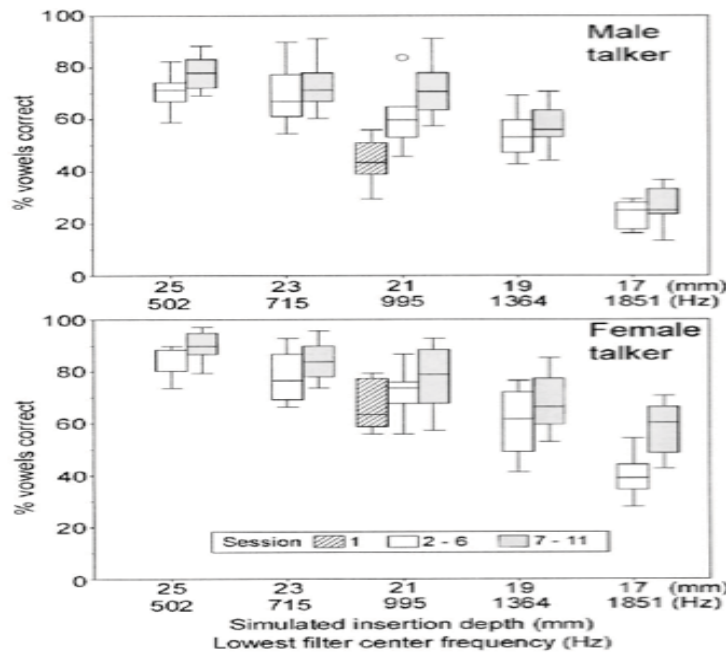 100
80
60
40
20
0
% vowels correct
Male
talker
25 23 21 19 17 (mm)
502 715 995 1364 1851 (Hz)
100
80
60
40
20
0
% vowels correct
Female
talker
Session 1 2 - 6 7 - 11
25 23 21 19 17 (mm)
502 715 995 1364 1851 (Hz)
Simulated insertion depth (mm)
Lowest filter center frequency (Hz)